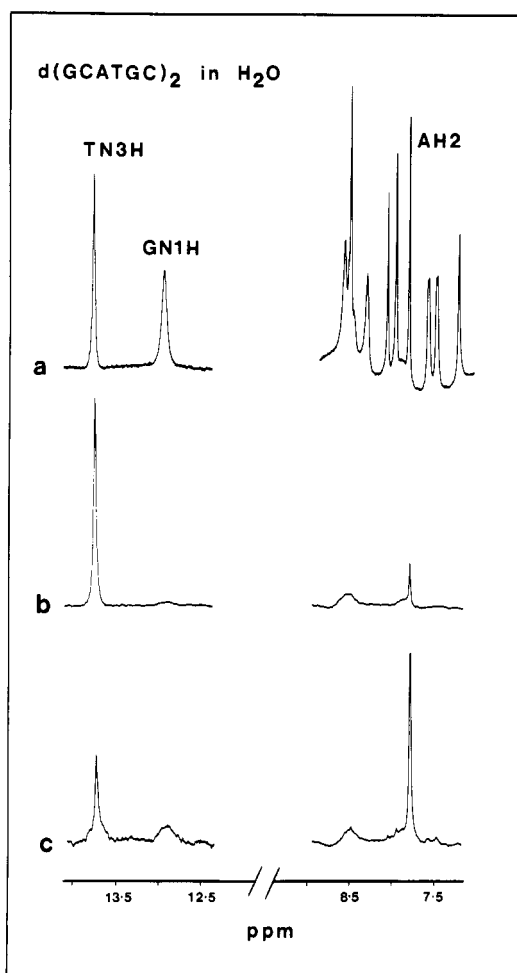 d(GCATGC)2 in H2O
TN3H
AH2
GN1H
a
b
c
13·5 12·5 8·5 7·5
ppm